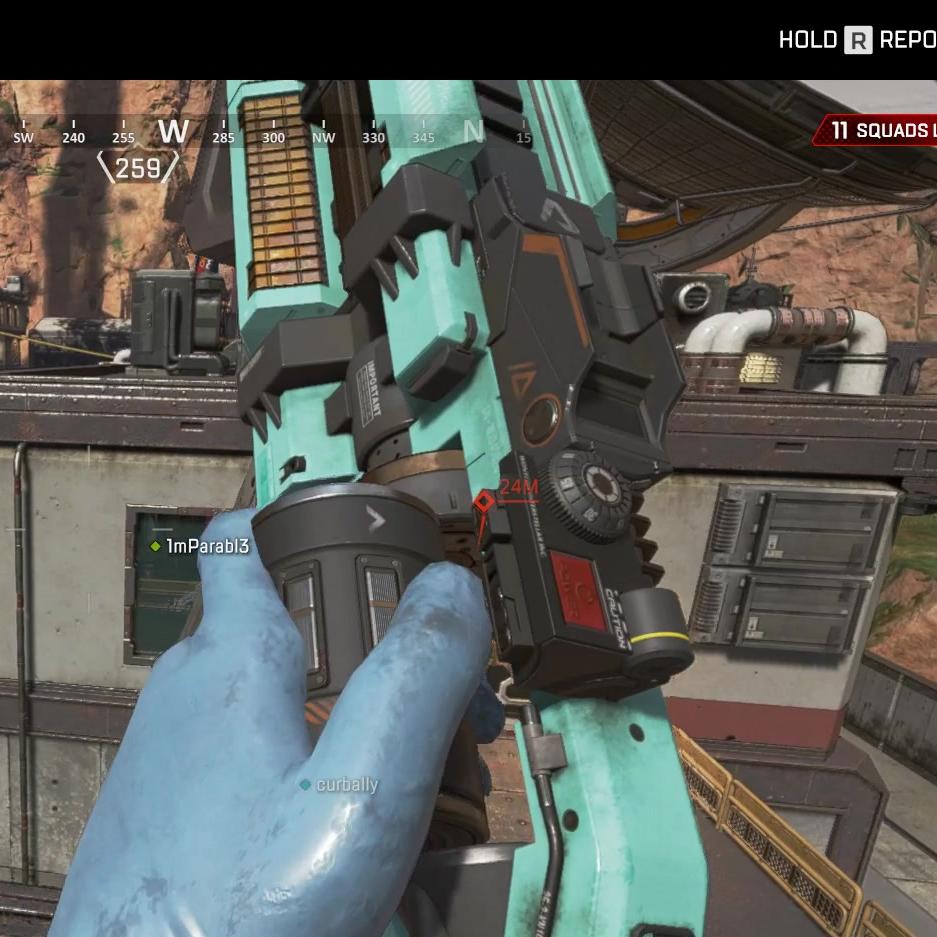 HOLD R REPO
SW 240 255 W 285 300 NW 330 345 N 15
259
11 SQUADS L
IMPORTANT
24M
1mParabl3
CAUTION
curbally